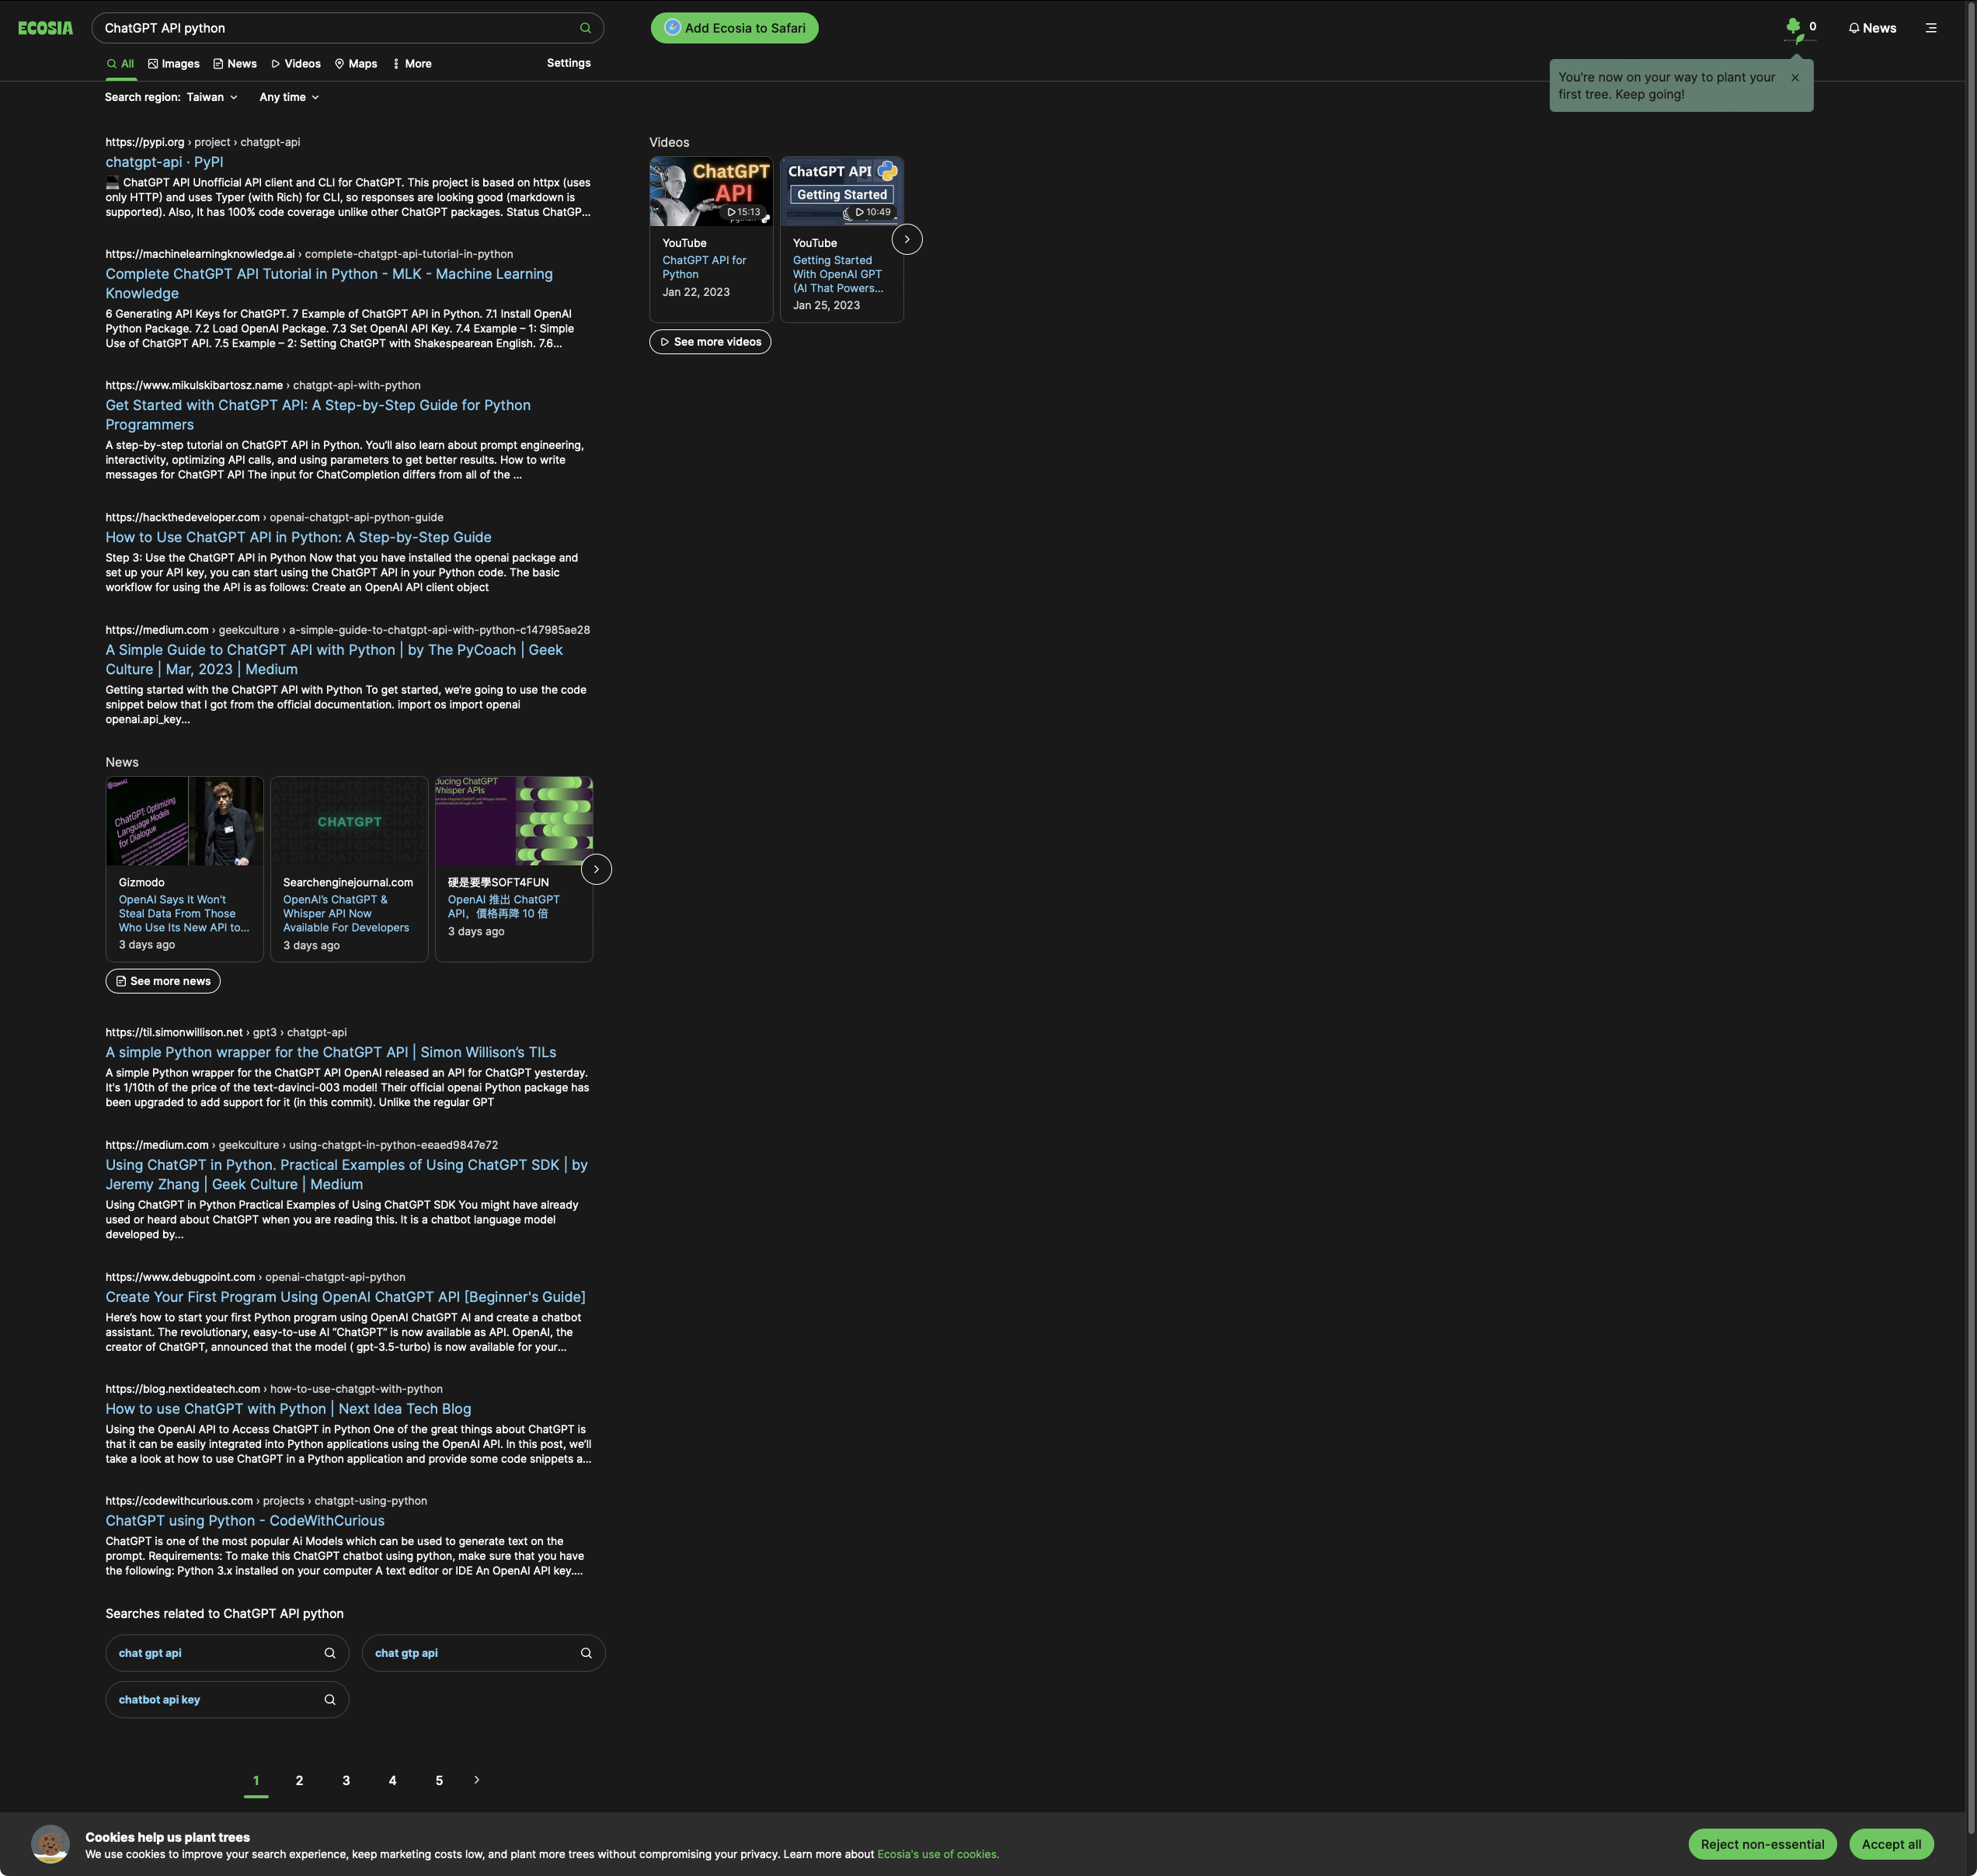 ECOSIA
ChatGPT API python
Add Ecosia to Safari
0
News
All
Images
News
Videos
Maps
More
Settings
You're now on your way to plant your
first tree. Keep going!
Search region: Taiwan
Any time
https://pypi.org › project › chatgpt-api
chatgpt-api · PyPI
ChatGPT API Unofficial API client and CLI for ChatGPT. This project is based on httpx (uses
only HTTP) and uses Typer (with Rich) for CLI, so responses are looking good (markdown is
supported). Also, It has 100% code coverage unlike other ChatGPT packages. Status ChatGP...
https://machinelearningknowledge.ai › complete-chatgpt-api-tutorial-in-python
Complete ChatGPT API Tutorial in Python - MLK - Machine Learning
Knowledge
6 Generating API Keys for ChatGPT. 7 Example of ChatGPT API in Python. 7.1 Install OpenAI
Python Package. 7.2 Load OpenAI Package. 7.3 Set OpenAI API Key. 7.4 Example – 1: Simple
Use of ChatGPT API. 7.5 Example – 2: Setting ChatGPT with Shakespearean English. 7.6...
https://www.mikulskibartosz.name › chatgpt-api-with-python
Get Started with ChatGPT API: A Step-by-Step Guide for Python
Programmers
A step-by-step tutorial on ChatGPT API in Python. You'll also learn about prompt engineering,
interactivity, optimizing API calls, and using parameters to get better results. How to write
messages for ChatGPT API The input for ChatCompletion differs from all of the ...
https://hackthedeveloper.com › openai-chatgpt-api-python-guide
How to Use ChatGPT API in Python: A Step-by-Step Guide
Step 3: Use the ChatGPT API in Python Now that you have installed the openai package and
set up your API key, you can start using the ChatGPT API in your Python code. The basic
workflow for using the API is as follows: Create an OpenAI API client object
https://medium.com › geekculture › a-simple-guide-to-chatgpt-api-with-python-c147985ae28
A Simple Guide to ChatGPT API with Python | by The PyCoach | Geek
Culture | Mar, 2023 | Medium
Getting started with the ChatGPT API with Python To get started, we're going to use the code
snippet below that I got from the official documentation. import os import openai
openai.api_key...
News
OpenAI
ChatGPT: Optimizing
Language Models
for Dialogue
Gizmodo
OpenAI Says It Won't
Steal Data From Those
Who Use Its New API to...
3 days ago
CHATGPT
Searchenginejournal.com
OpenAI's ChatGPT &
Whisper API Now
Available For Developers
3 days ago
ducing ChatGPT
Whisper APIs
硬是要學SOFT4FUN
OpenAI 推出 ChatGPT
API，價格再降 10 倍
3 days ago
See more news
https://til.simonwillison.net › gpt3 › chatgpt-api
A simple Python wrapper for the ChatGPT API | Simon Willison's TILs
A simple Python wrapper for the ChatGPT API OpenAI released an API for ChatGPT yesterday.
It's 1/10th of the price of the text-davinci-003 model! Their official openai Python package has
been upgraded to add support for it (in this commit). Unlike the regular GPT
https://medium.com › geekculture › using-chatgpt-in-python-eeaed9847e72
Using ChatGPT in Python. Practical Examples of Using ChatGPT SDK | by
Jeremy Zhang | Geek Culture | Medium
Using ChatGPT in Python Practical Examples of Using ChatGPT SDK You might have already
used or heard about ChatGPT when you are reading this. It is a chatbot language model
developed by...
https://www.debugpoint.com › openai-chatgpt-api-python
Create Your First Program Using OpenAI ChatGPT API [Beginner's Guide]
Here's how to start your first Python program using OpenAI ChatGPT AI and create a chatbot
assistant. The revolutionary, easy-to-use AI "ChatGPT" is now available as API. OpenAI, the
creator of ChatGPT, announced that the model ( gpt-3.5-turbo) is now available for your...
https://blog.nextideatech.com › how-to-use-chatgpt-with-python
How to use ChatGPT with Python | Next Idea Tech Blog
Using the OpenAI API to Access ChatGPT in Python One of the great things about ChatGPT is
that it can be easily integrated into Python applications using the OpenAI API. In this post, we'll
take a look at how to use ChatGPT in a Python application and provide some code snippets a...
https://codewithcurious.com › projects › chatgpt-using-python
ChatGPT using Python - CodeWithCurious
ChatGPT is one of the most popular Ai Models which can be used to generate text on the
prompt. Requirements: To make this ChatGPT chatbot using python, make sure that you have
the following: Python 3.x installed on your computer A text editor or IDE An OpenAI API key....
Searches related to ChatGPT API python
chat gpt api
chat gtp api
chatbot api key
1 2 3 4 5
Videos
ChatGPT
API
15:13
YouTube
ChatGPT API for
Python
Jan 22, 2023
ChatGPT API
Getting Started
10:49
YouTube
Getting Started
With OpenAI GPT
(AI That Powers...
Jan 25, 2023
See more videos
Cookies help us plant trees
We use cookies to improve your search experience, keep marketing costs low, and plant more trees without compromising your privacy. Learn more about Ecosia's use of cookies.
Reject non-essential
Accept all